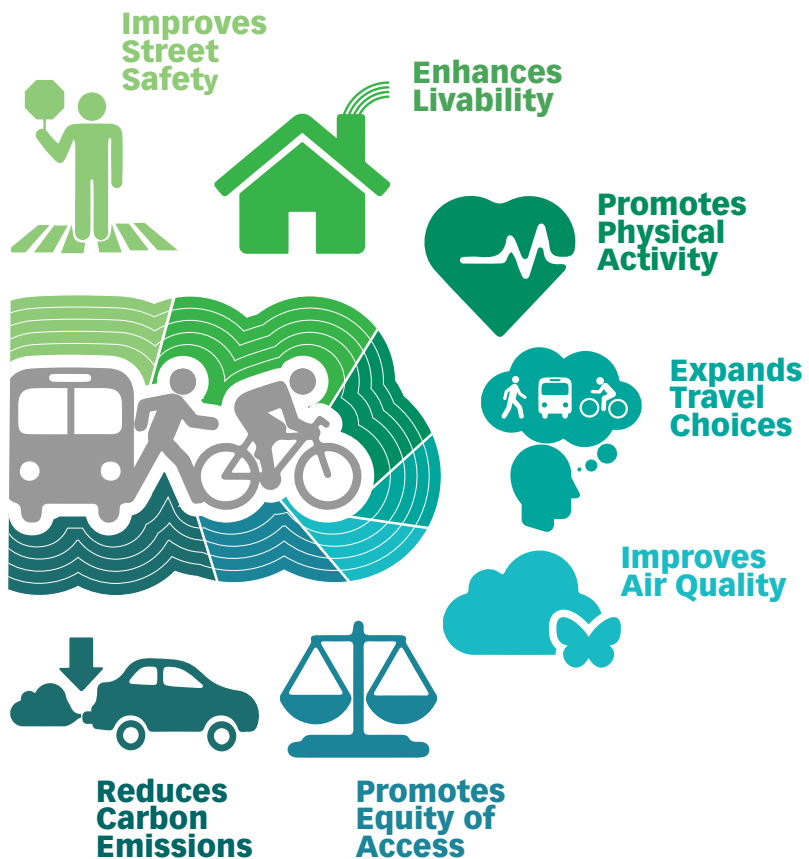 Improves
Street
Safety
Enhances
Livability
Promotes
Physical
Activity
Expands
Travel
Choices
Improves
Air Quality
Reduces
Carbon
Emissions
Promotes
Equity of
Access